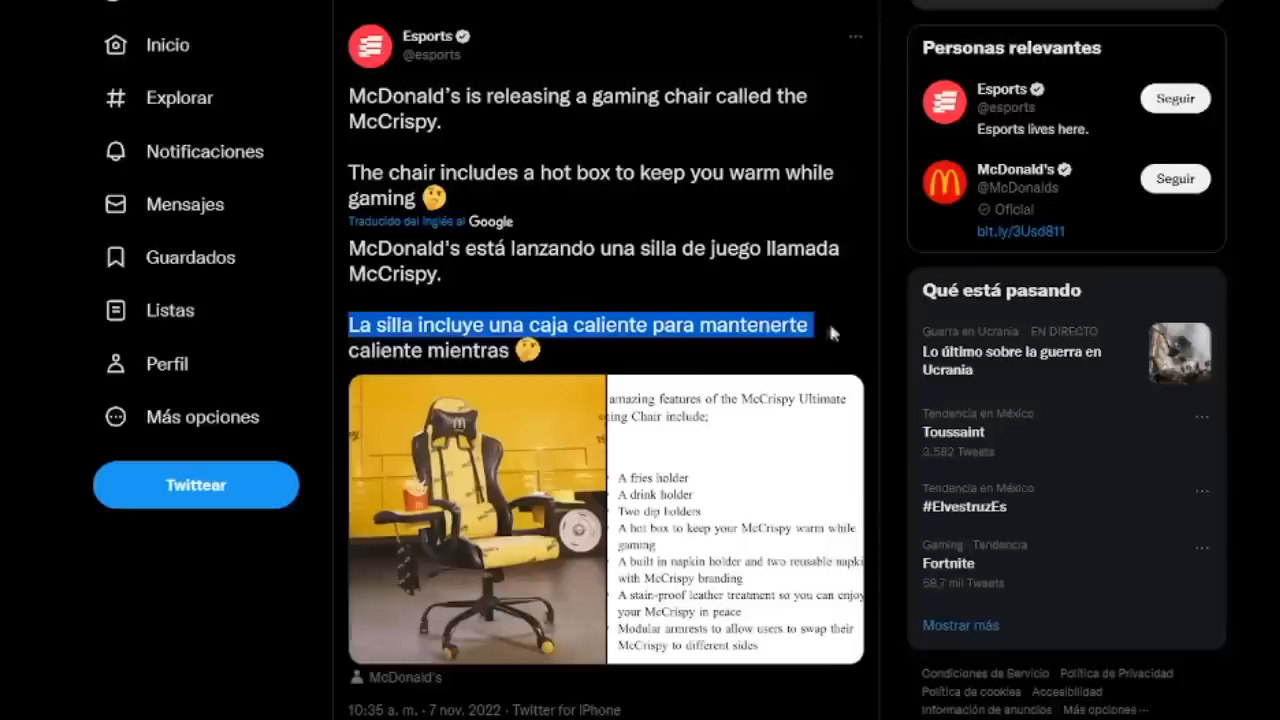 Inicio
Explorar
Notificaciones
Mensajes
Guardados
Listas
Perfil
Más opciones
Twittear
Esports
@esports
McDonald's is releasing a gaming chair called the
McCrispy.
The chair includes a hot box to keep you warm while
gaming 🤔
Traducido del inglés al Google
McDonald's está lanzando una silla de juego llamada
McCrispy.
La silla incluye una caja caliente para mantenerte
caliente mientras 🤔
amazing features of the McCrispy Ultimate
ing Chair include;
A fries holder
A drink holder
Two dip holders
A hot box to keep your McCrispy warm while
gaming
A built in napkin holder and two reusable napki
with McCrispy branding
A stain-proof leather treatment so you can enjoy
your McCrispy in peace
Modular armrests to allow users to swap their
McCrispy to different sides
McDonald's
10:35 a. m. · 7 nov. 2022 · Twitter for iPhone
Personas relevantes
Esports
@esports
Seguir
Esports lives here.
McDonald's
@McDonalds
Seguir
Oficial
bit.ly/3Usd811
Qué está pasando
Guerra en Ucrania EN DIRECTO
Lo último sobre la guerra en
Ucrania
Tendencia en México
Toussaint
3,582 Tweets
Tendencia en México
#ElvestruzEs
Gaming · Tendencia
Fortnite
58,7 mil Tweets
Mostrar más
Condiciones de Servicio Política de Privacidad
Política de cookies Accesibilidad
Información de anuncios Más opciones ···